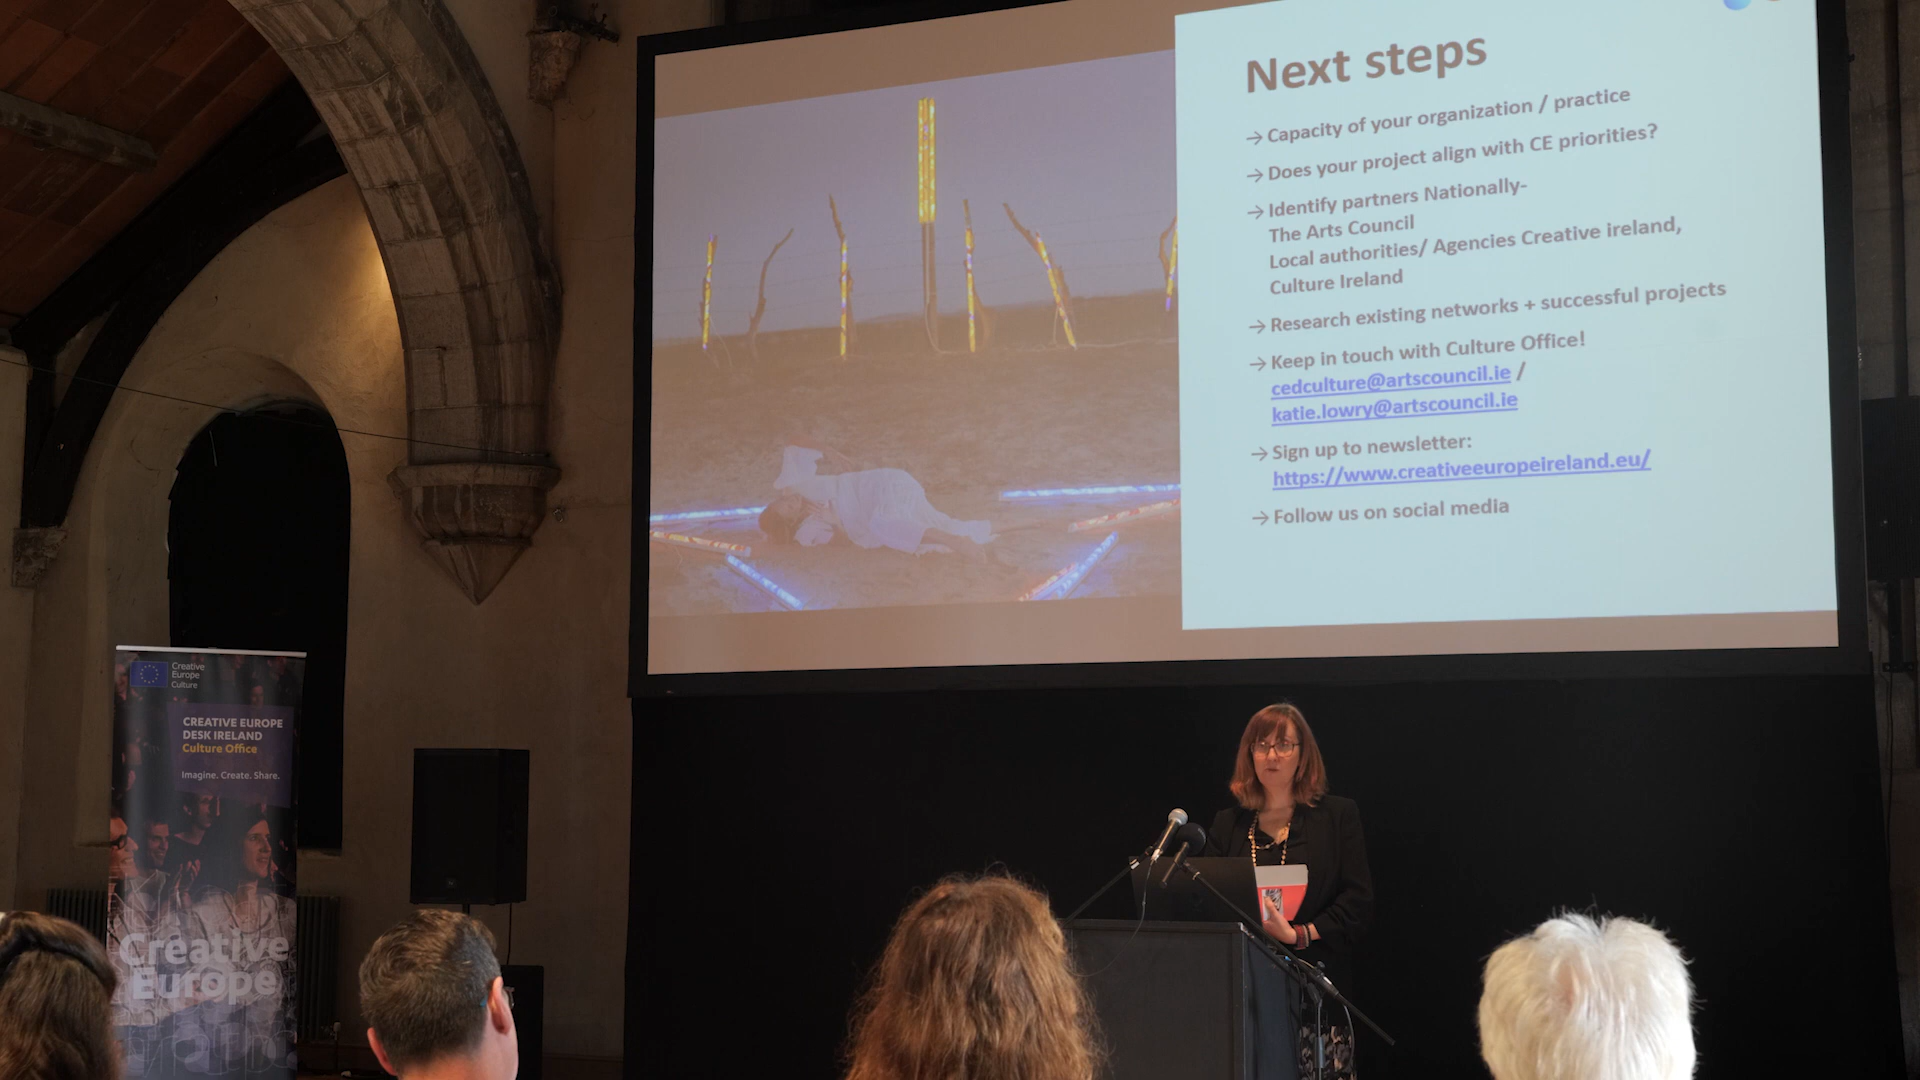 Next steps
→ Capacity of your organization / practice
→ Does your project align with CE priorities?
→ Identify partners Nationally-
The Arts Council
Local authorities/ Agencies Creative ireland,
Culture Ireland
→ Research existing networks + successful projects
→ Keep in touch with Culture Office!
cedculture@artscouncil.ie /
katie.lowry@artscouncil.ie
→ Sign up to newsletter:
https://www.creativeeuropeireland.eu/
→ Follow us on social media
Creative
Europe
Culture
CREATIVE EUROPE
DESK IRELAND
Culture Office
Imagine. Create. Share.
Creative
Europe